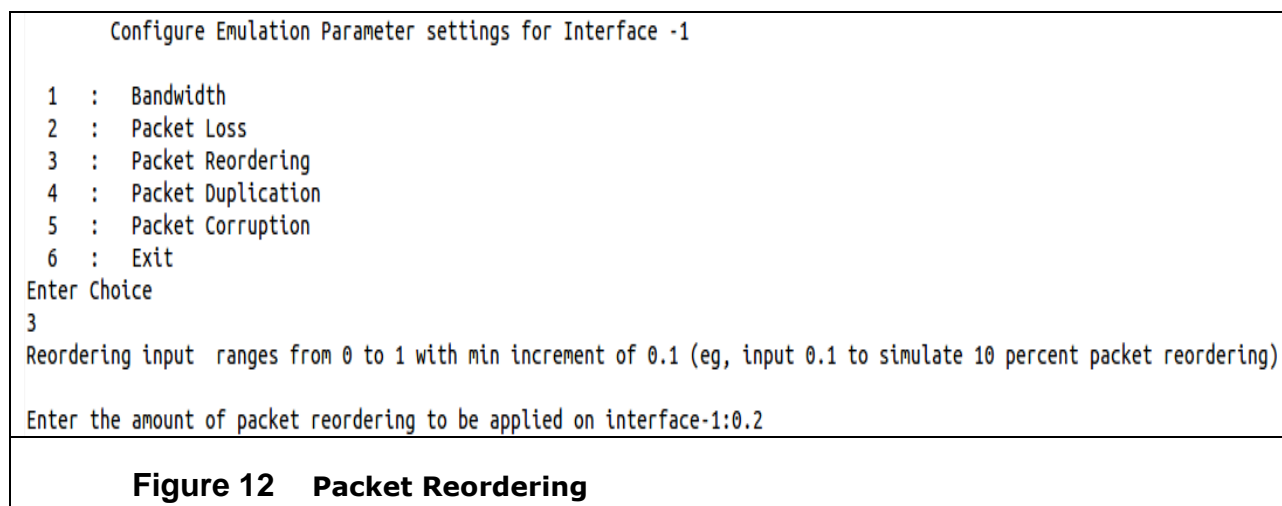 Configure Emulation Parameter settings for Interface -1
1 : Bandwidth
2 : Packet Loss
3 : Packet Reordering
4 : Packet Duplication
5 : Packet Corruption
6 : Exit
Enter Choice
3
Reordering input ranges from 0 to 1 with min increment of 0.1 (eg, input 0.1 to simulate 10 percent packet reordering)
Enter the amount of packet reordering to be applied on interface-1:0.2
Figure 12 Packet Reordering